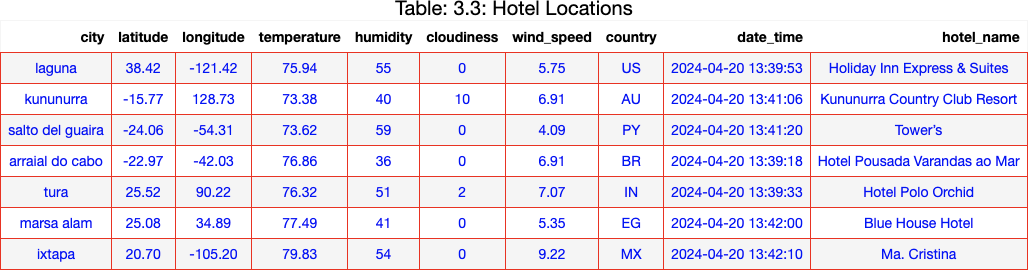 Table: 3.3: Hotel Locations
city latitude longitude temperature humidity cloudiness wind_speed country date_time hotel_name
laguna 38.42 -121.42 75.94 55 0 5.75 US 2024-04-20 13:39:53 Holiday Inn Express & Suites
kununurra -15.77 128.73 73.38 40 10 6.91 AU 2024-04-20 13:41:06 Kununurra Country Club Resort
salto del guaira -24.06 -54.31 73.62 59 0 4.09 PY 2024-04-20 13:41:20 Tower's
arraial do cabo -22.97 -42.03 76.86 36 0 6.91 BR 2024-04-20 13:39:18 Hotel Pousada Varandas ao Mar
tura 25.52 90.22 76.32 51 2 7.07 IN 2024-04-20 13:39:33 Hotel Polo Orchid
marsa alam 25.08 34.89 77.49 41 0 5.35 EG 2024-04-20 13:42:00 Blue House Hotel
ixtapa 20.70 -105.20 79.83 54 0 9.22 MX 2024-04-20 13:42:10 Ma. Cristina